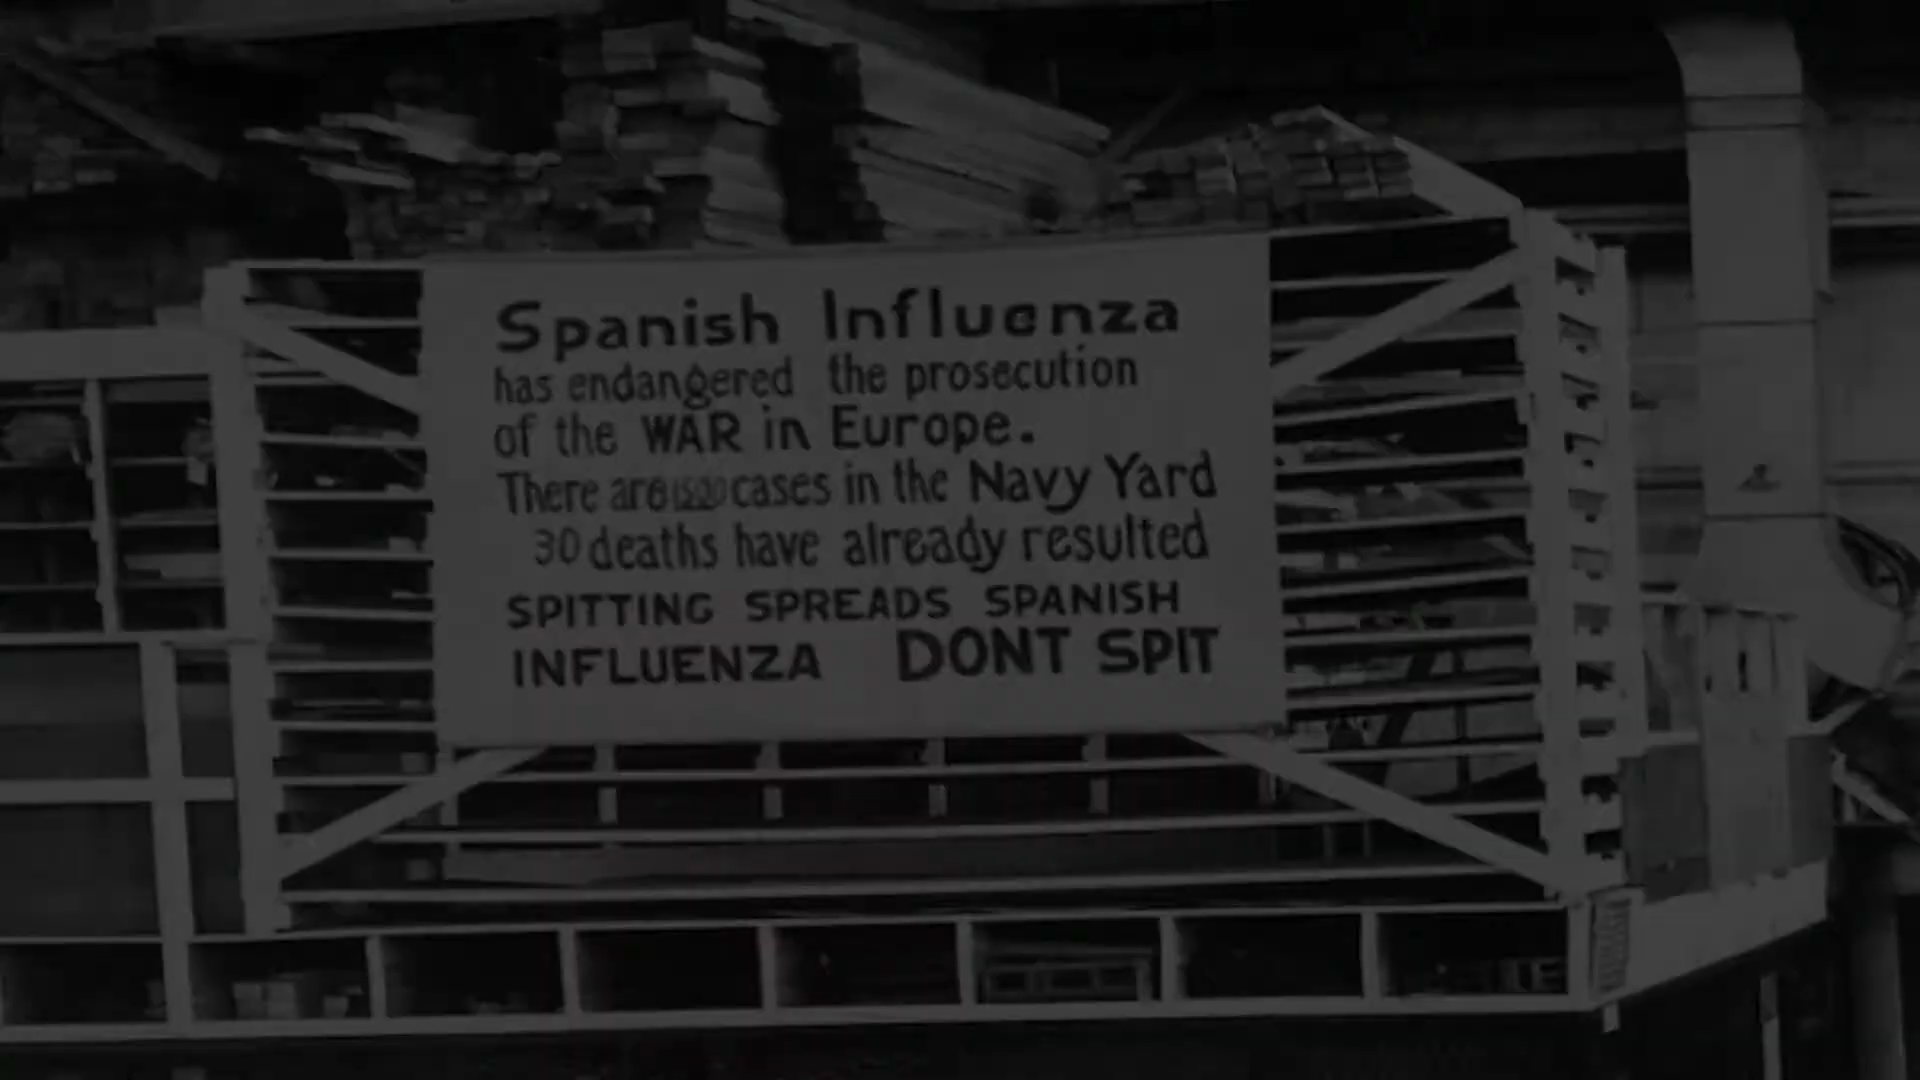 Spanish Influenza
has endangered the prosecution
of the WAR in Europe.
There are 1500 cases in the Navy Yard
30 deaths have already resulted
SPITTING SPREADS SPANISH
INFLUENZA DONT SPIT